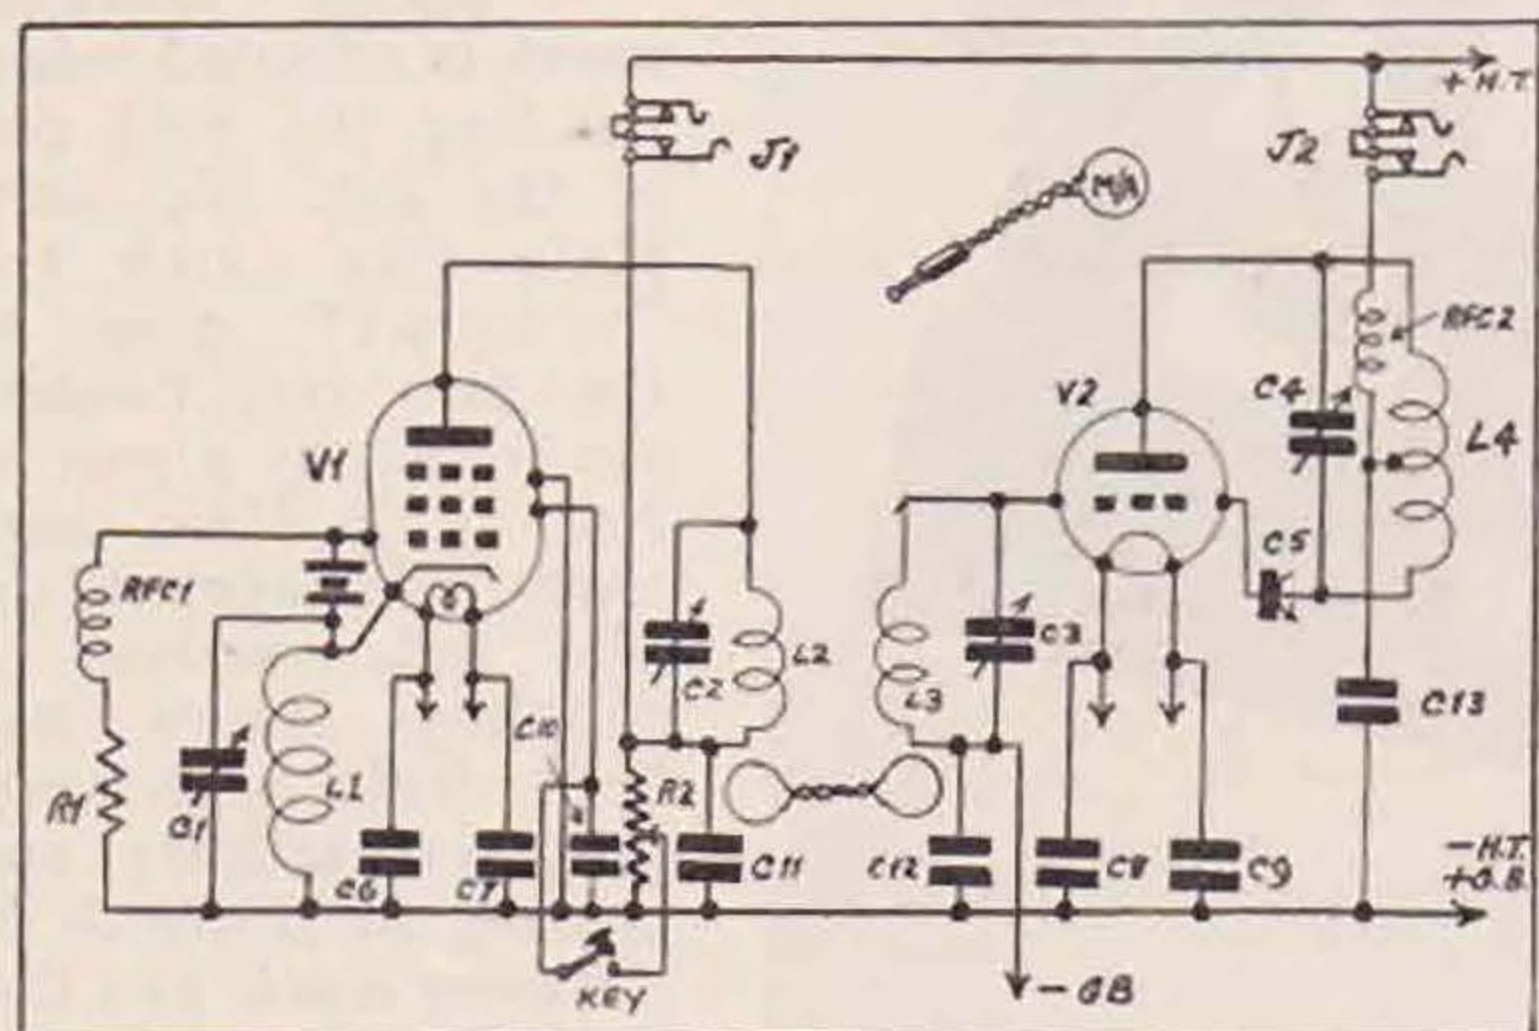 + H.T.
J1
J2
M/A
RFC2
V2
C4
V1
L4
C5
RFC1
C3
L2
C2
L3
C10
C13
R2
R1
C1
L1
C6
C7
C11
C12
C8
C9
- H.T.
+ G.B.
KEY
- GB